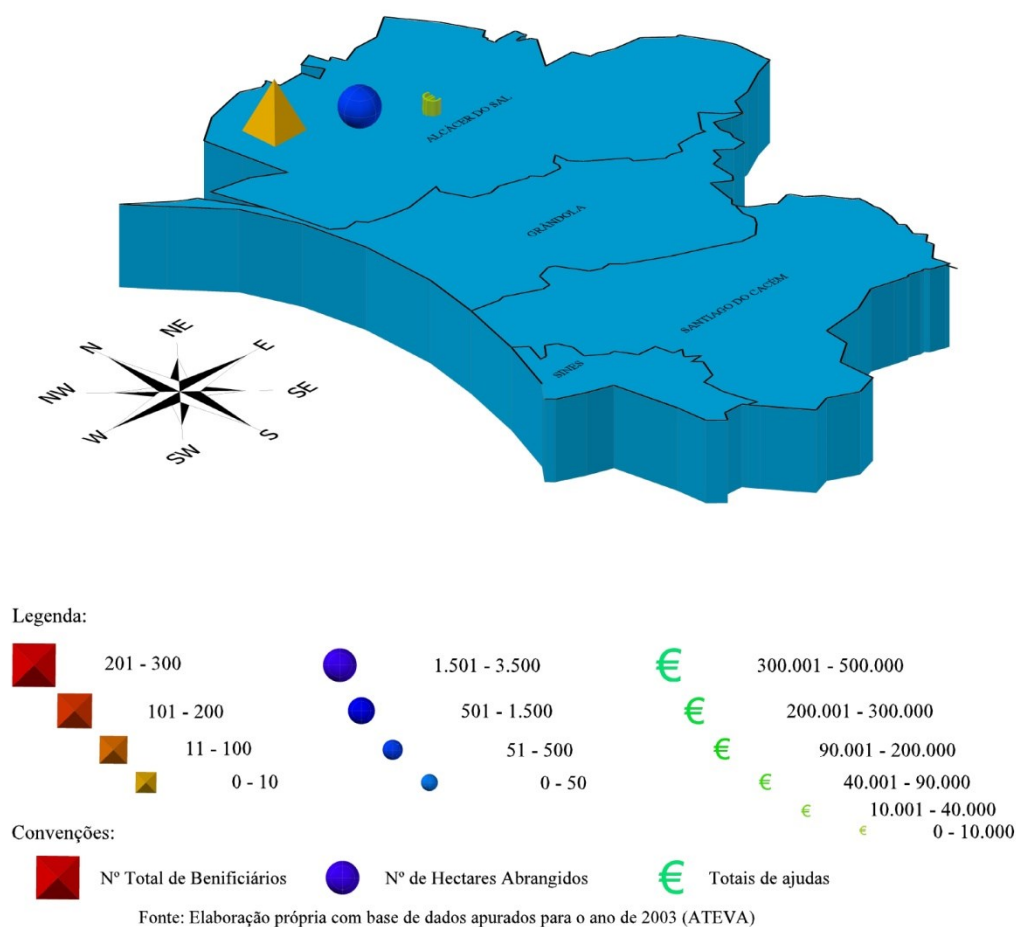 ALCÁCER DO SAL
GRÂNDOLA
SANTIAGO DO CACÉM
SINES
N
NE
E
NW
SE
W
SW
S
Legenda:
201 - 300
1.501 - 3.500
€ 300.001 - 500.000
101 - 200
501 - 1.500
€ 200.001 - 300.000
11 - 100
51 - 500
€ 90.001 - 200.000
0 - 10
0 - 50
€ 40.001 - 90.000
€ 10.001 - 40.000
€ 0 - 10.000
Convenções:
Nº Total de Benificiários
Nº de Hectares Abrangidos
€ Totais de ajudas
Fonte: Elaboração própria com base de dados apurados para o ano de 2003 (ATEVA)